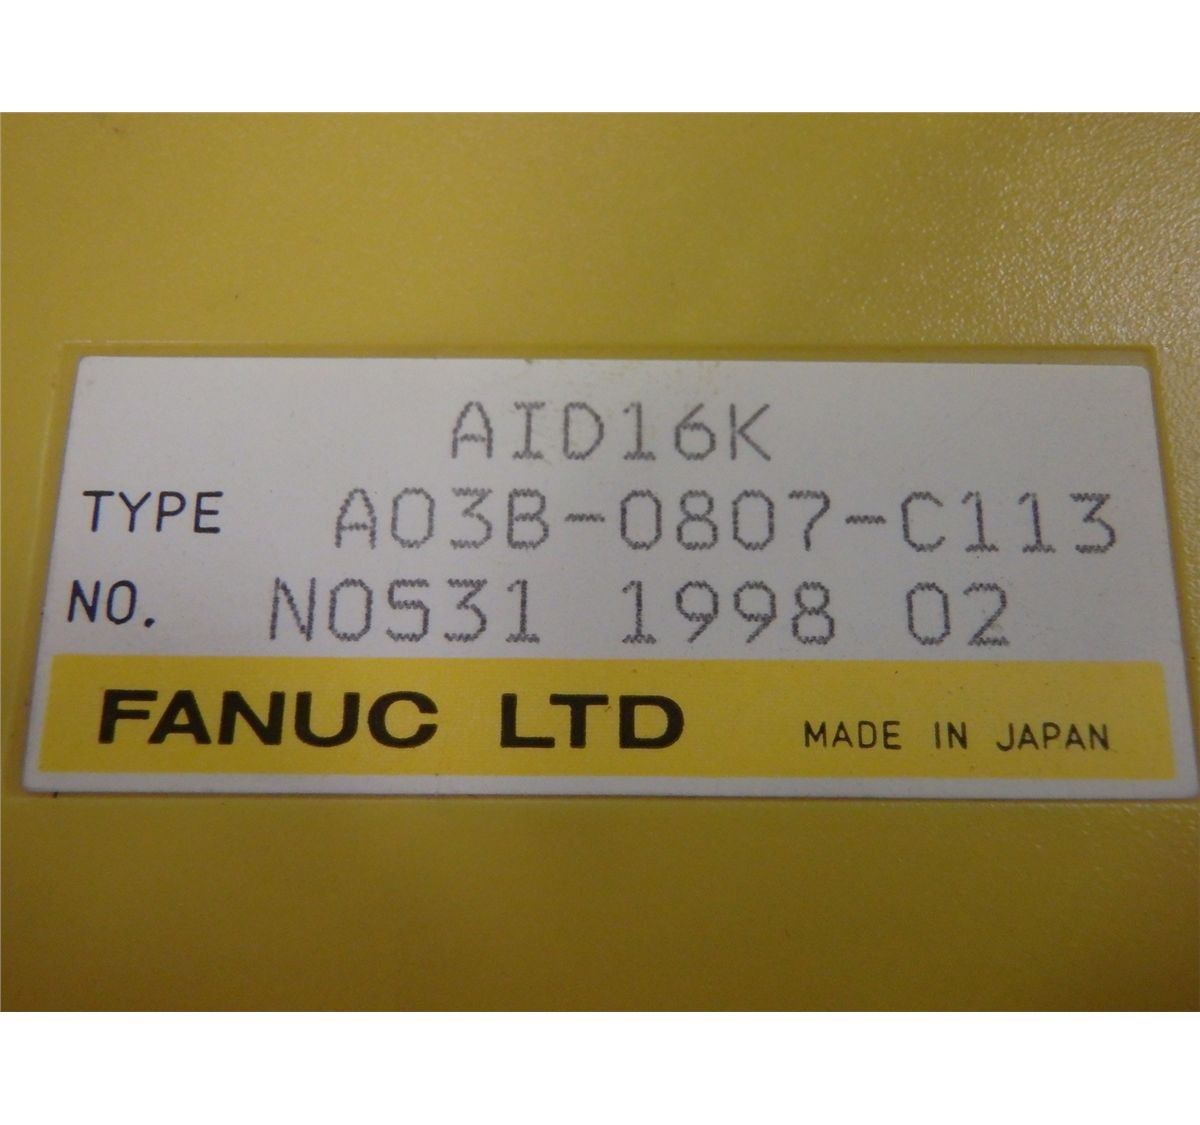 AID16K
TYPE A03B-0807-C113
NO. N0531 1998 02
FANUC LTD MADE IN JAPAN